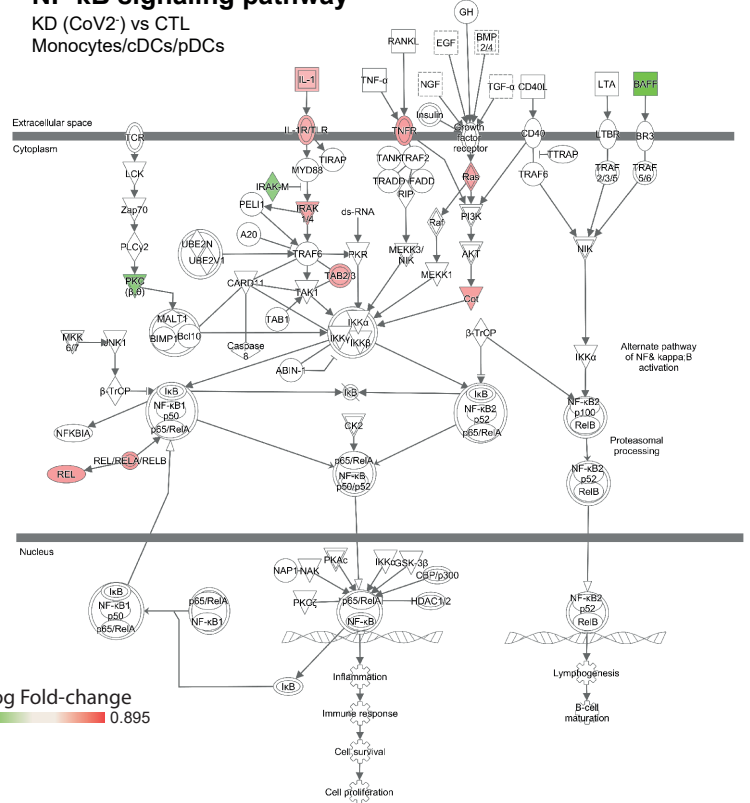 NF-κB signaling pathway
KD (CoV2-) vs CTL
Monocytes/cDCs/pDCs
GH
RANKL
EGF
BMP
2/4
IL-1
TNF-α
NGF
TGF-α
CD40L
LTA
BAFF
Insulin
Extracellular space
TCR
IL-1R/TLR
TNFR
Growth
factor
receptor
CD40
LTBR
BR3
Cytoplasm
LCK
MYD88
TIRAP
TANK
TRAF2
TTRAP
TRAF6
TRAF
2/3/5
TRAF
5/6
IRAK-M
TRADD
FADD
RIP
Ras
Zap70
PELI1
IRAK
1/4
ds-RNA
Raf
PI3K
A20
PLCγ2
UBE2N
UBE2V1
TRAF6
PKR
MEKK3/
NIK
AKT
NIK
MEKK1
PKC
(β,θ)
CARD11
TAB2/3
TAK1
Cot
MALT1
BIMP1
Bcl10
TAB1
IKKα
IKKγ
IKKβ
β-TrCP
MKK
6/7
JNK1
Caspase
8
ABIN-1
IKKα
Alternate pathway
of NF& kappa;B
activation
β-TrCP
IκB
NF-κB1
p50
p65/RelA
IκB
IκB
NF-κB2
p52
p65/RelA
NF-κB2
p100
RelB
NFKBIA
CK2
Proteasomal
processing
REL
REL/RELA/RELB
p65/RelA
NF-κB
p50/p52
NF-κB2
p52
RelB
Nucleus
NAP1
NAK
PKAc
IKKα
GSK-3β
CBP/p300
IκB
NF-κB1
p50
p65/RelA
p65/RelA
NF-κB1
PKCζ
p65/RelA
NF-κB
HDAC1/2
NF-κB2
p52
RelB
IκB
Inflammation
Lymphogenesis
og Fold-change
0.895
Immune response
B-cell
maturation
Cell survival
Cell proliferation